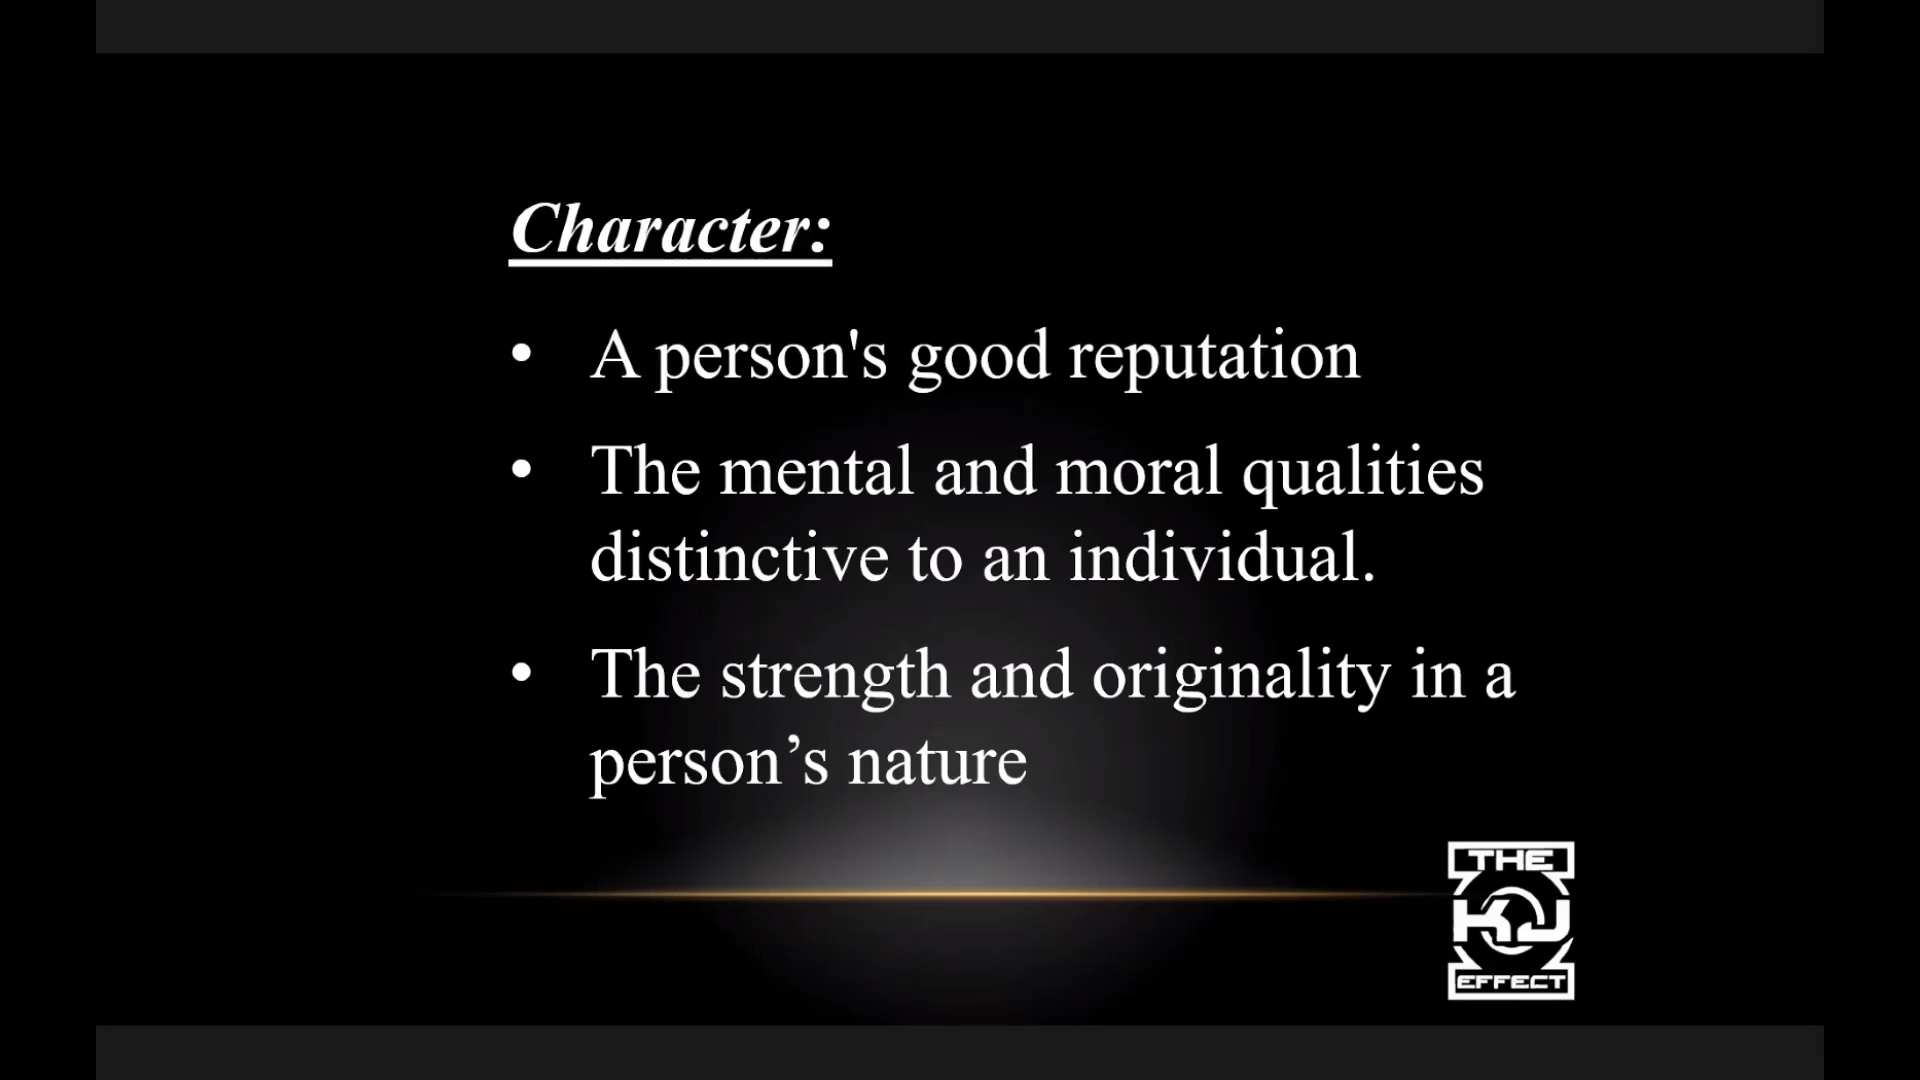 Character:
• A person's good reputation
• The mental and moral qualities
distinctive to an individual.
• The strength and originality in a
person’s nature
THE
KJ
EFFECT